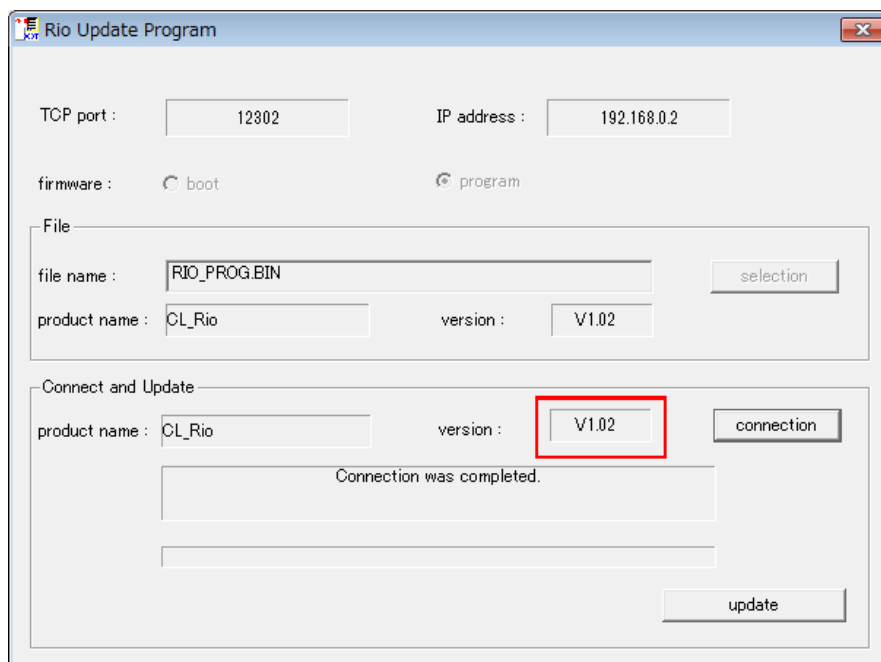 Rio Update Program
TCP port : 12302 IP address : 192.168.0.2
firmware : boot program
File
file name : RIO_PROG.BIN selection
product name : CL_Rio version : V1.02
Connect and Update
product name : CL_Rio version : V1.02 connection
Connection was completed.
update